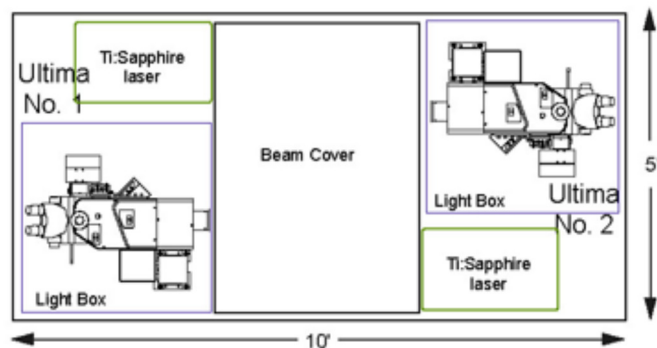 Ti:Sapphire
laser
Ultima
No. 1
Light Box
Beam Cover
Light Box
Ultima
No. 2
Ti:Sapphire
laser
5'
10'